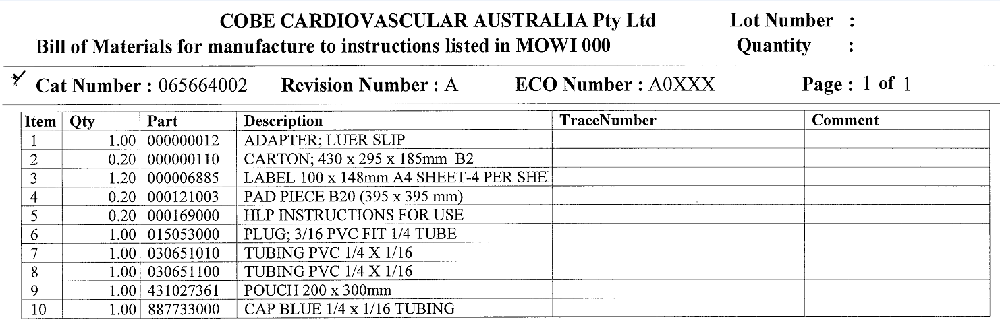 COBE CARDIOVASCULAR AUSTRALIA Pty Ltd Lot Number :
Bill of Materials for manufacture to instructions listed in MOWI 000 Quantity :
Cat Number : 065664002 Revision Number : A ECO Number : A0XXX Page : 1 of 1
Item Qty Part Description TraceNumber Comment
1 1.00 000000012 ADAPTER; LUER SLIP
2 0.20 000000110 CARTON; 430 x 295 x 185mm B2
3 1.20 000006885 LABEL 100 x 148mm A4 SHEET-4 PER SHE
4 0.20 000121003 PAD PIECE B20 (395 x 395 mm)
5 0.20 000169000 HLP INSTRUCTIONS FOR USE
6 1.00 015053000 PLUG; 3/16 PVC FIT 1/4 TUBE
7 1.00 030651010 TUBING PVC 1/4 X 1/16
8 1.00 030651100 TUBING PVC 1/4 X 1/16
9 1.00 431027361 POUCH 200 x 300mm
10 1.00 887733000 CAP BLUE 1/4 x 1/16 TUBING